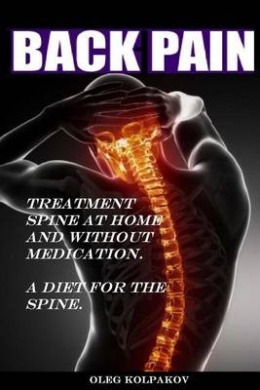 BACK PAIN
TREATMENT
SPINE AT HOME
AND WITHOUT
MEDICATION.
A DIET FOR THE
SPINE.
OLEG KOLPAKOV